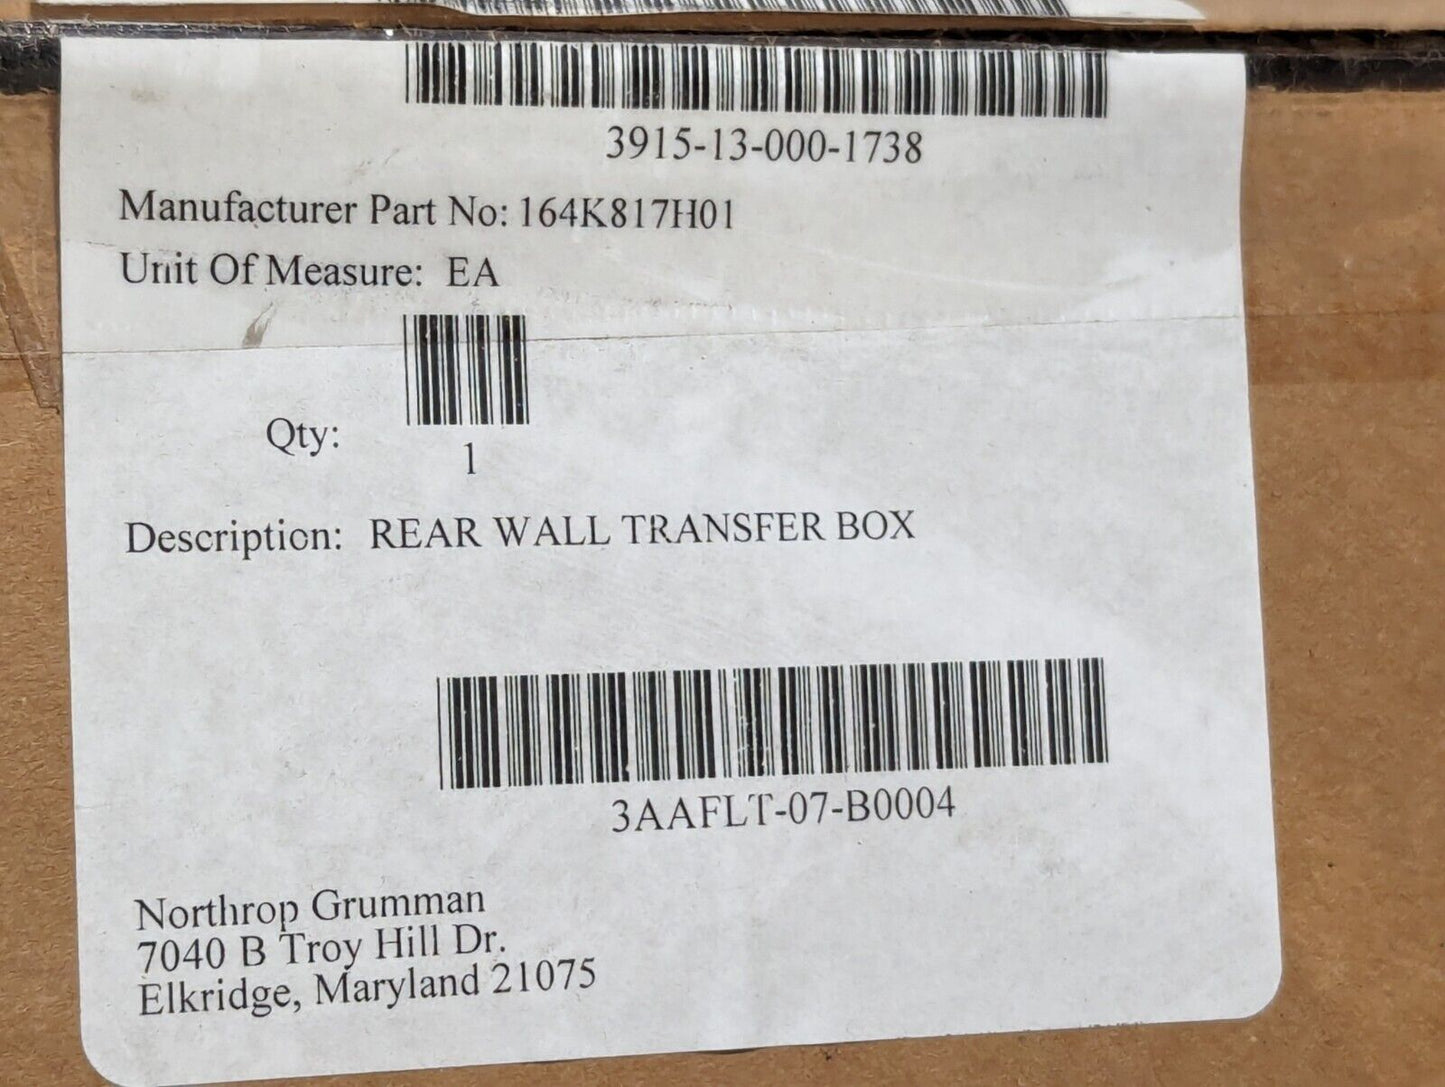 3915-13-000-1738
Manufacturer Part No: 164K817H01
Unit Of Measure: EA
Qty:
1
Description: REAR WALL TRANSFER BOX
3AAFLT-07-B0004
Northrop Grumman
7040 B Troy Hill Dr.
Elkridge, Maryland 21075